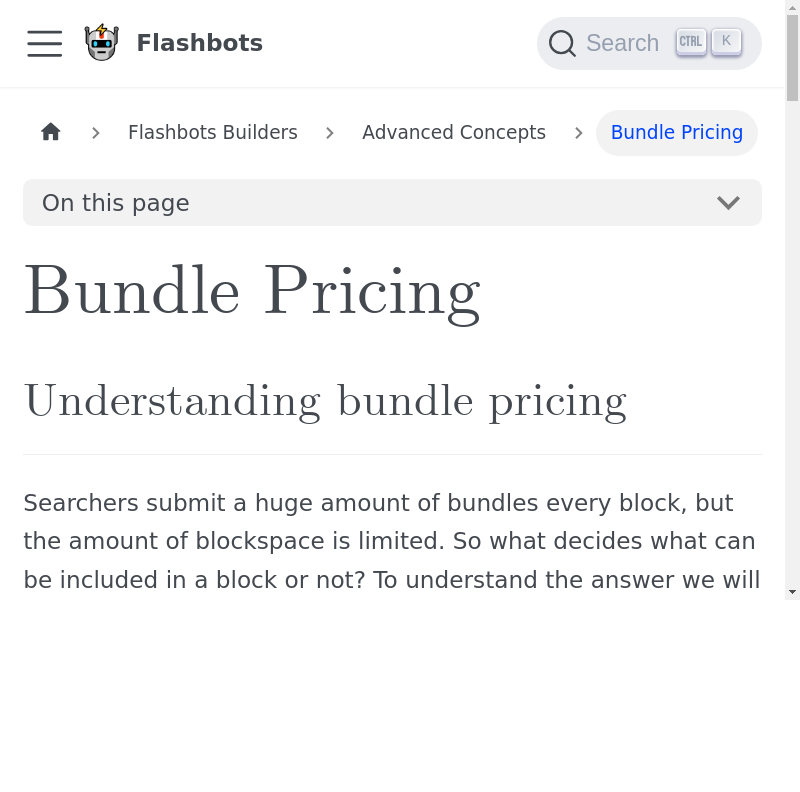 Flashbots
Search CTRL K
Flashbots Builders
Advanced Concepts
Bundle Pricing
On this page
Bundle Pricing
Understanding bundle pricing
Searchers submit a huge amount of bundles every block, but
the amount of blockspace is limited. So what decides what can
be included in a block or not? To understand the answer we will